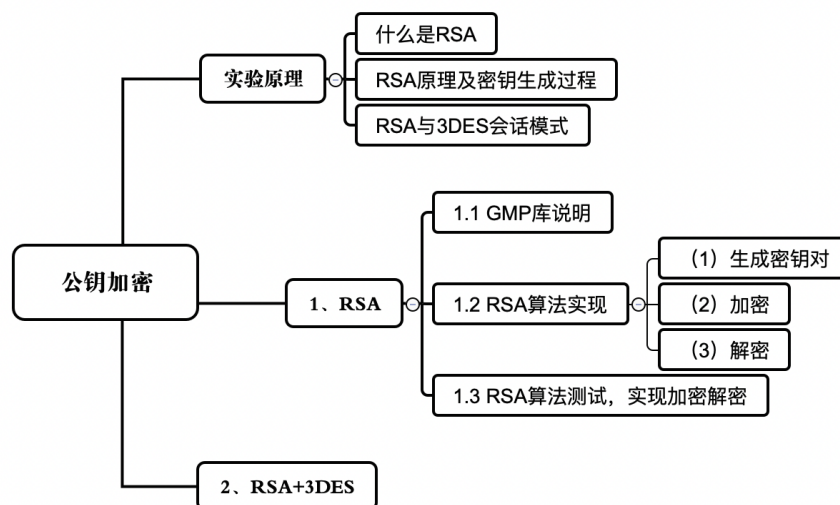 什么是RSA
实验原理
RSA原理及密钥生成过程
RSA与3DES会话模式
公钥加密
1、RSA
1.1 GMP库说明
1.2 RSA算法实现
（1）生成密钥对
（2）加密
（3）解密
1.3 RSA算法测试，实现加密解密
2、RSA+3DES